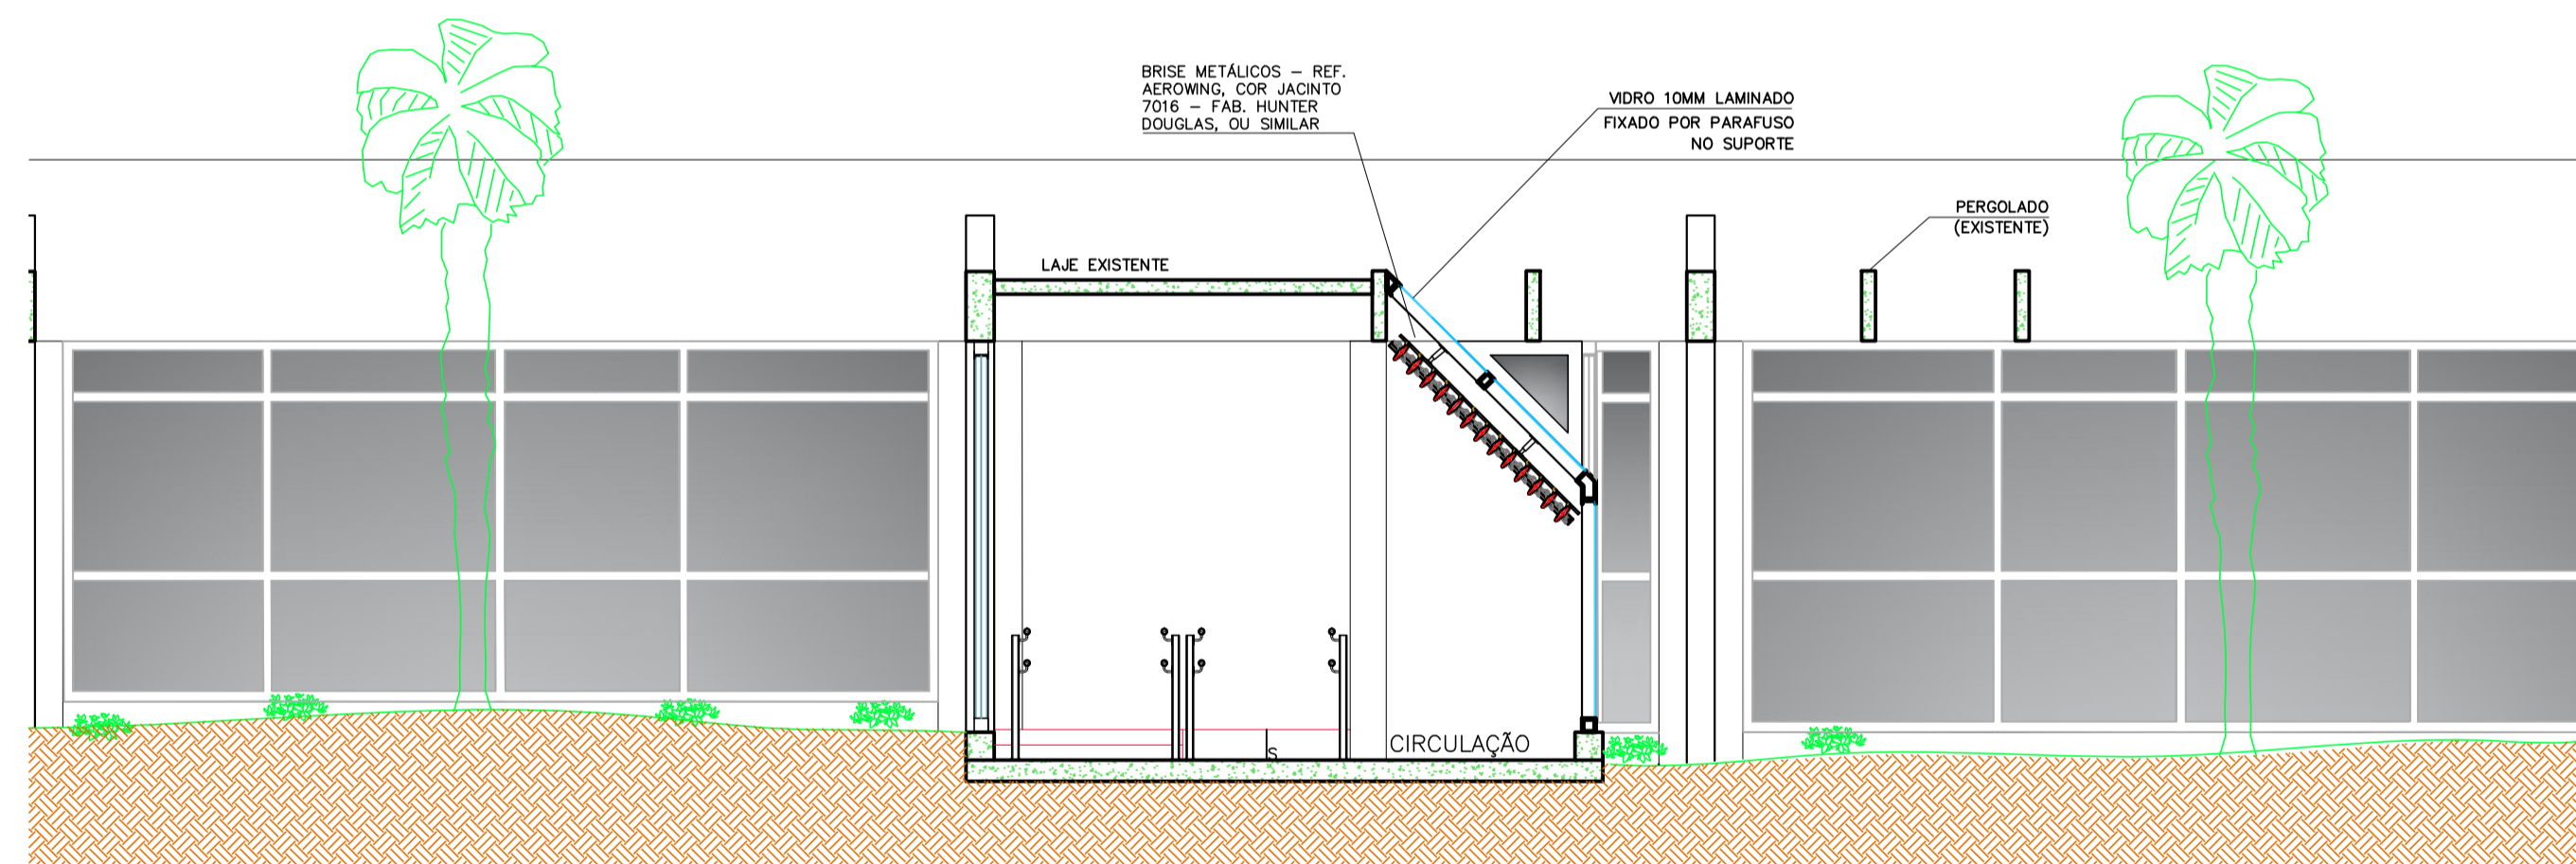 BRISE METÁLICOS – REF.
AEROWING, COR JACINTO
7016 – FAB. HUNTER
DOUGLAS, OU SIMILAR
VIDRO 10MM LAMINADO
FIXADO POR PARAFUSO
NO SUPORTE
PERGOLADO
(EXISTENTE)
LAJE EXISTENTE
CIRCULAÇÃO
S